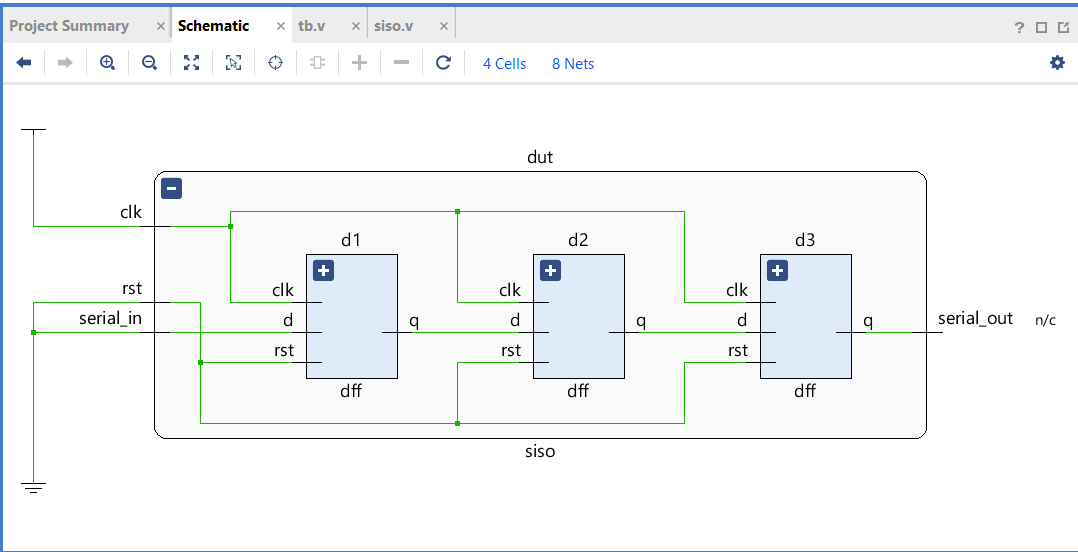 Project Summary × Schematic × tb.v × siso.v × ?
4 Cells 8 Nets
dut
clk
d1 d2 d3
rst clk clk clk
serial_in d q d q d q serial_out n/c
rst rst rst
dff dff dff
siso